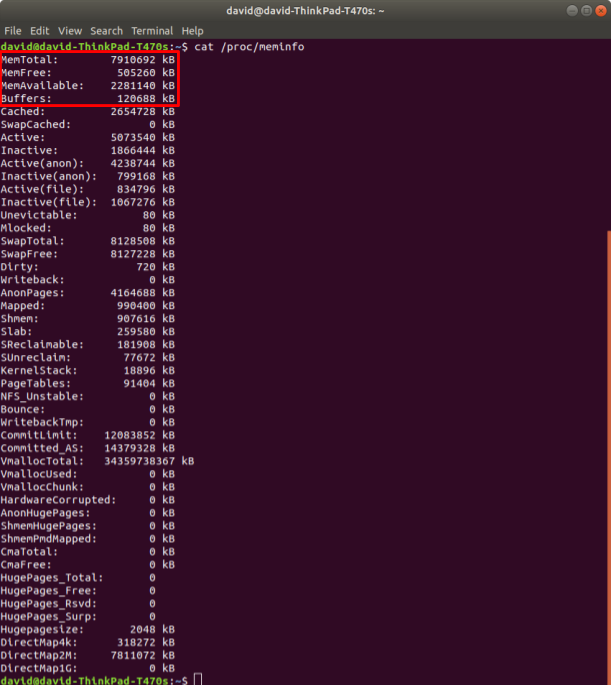 david@david-ThinkPad-T470s: ~
File Edit View Search Terminal Help
david@david-ThinkPad-T470s:~$ cat /proc/meminfo
MemTotal:        7910692 kB
MemFree:          505260 kB
MemAvailable:    2281140 kB
Buffers:          120688 kB
Cached:          2654728 kB
SwapCached:            0 kB
Active:          5073540 kB
Inactive:        1866444 kB
Active(anon):    4238744 kB
Inactive(anon):   799168 kB
Active(file):     834796 kB
Inactive(file):  1067276 kB
Unevictable:          80 kB
Mlocked:              80 kB
SwapTotal:       8128508 kB
SwapFree:        8127228 kB
Dirty:               720 kB
Writeback:             0 kB
AnonPages:       4164688 kB
Mapped:           990400 kB
Shmem:            907616 kB
Slab:             259580 kB
SReclaimable:     181908 kB
SUnreclaim:        77672 kB
KernelStack:       18896 kB
PageTables:        91404 kB
NFS_Unstable:          0 kB
Bounce:                0 kB
WritebackTmp:          0 kB
CommitLimit:    12083852 kB
Committed_AS:   14379328 kB
VmallocTotal:   34359738367 kB
VmallocUsed:           0 kB
VmallocChunk:          0 kB
HardwareCorrupted:     0 kB
AnonHugePages:         0 kB
ShmemHugePages:        0 kB
ShmemPmdMapped:        0 kB
CmaTotal:              0 kB
CmaFree:               0 kB
HugePages_Total:       0
HugePages_Free:        0
HugePages_Rsvd:        0
HugePages_Surp:        0
Hugepagesize:       2048 kB
DirectMap4k:      318272 kB
DirectMap2M:     7811072 kB
DirectMap1G:           0 kB
david@david-ThinkPad-T470s:~$